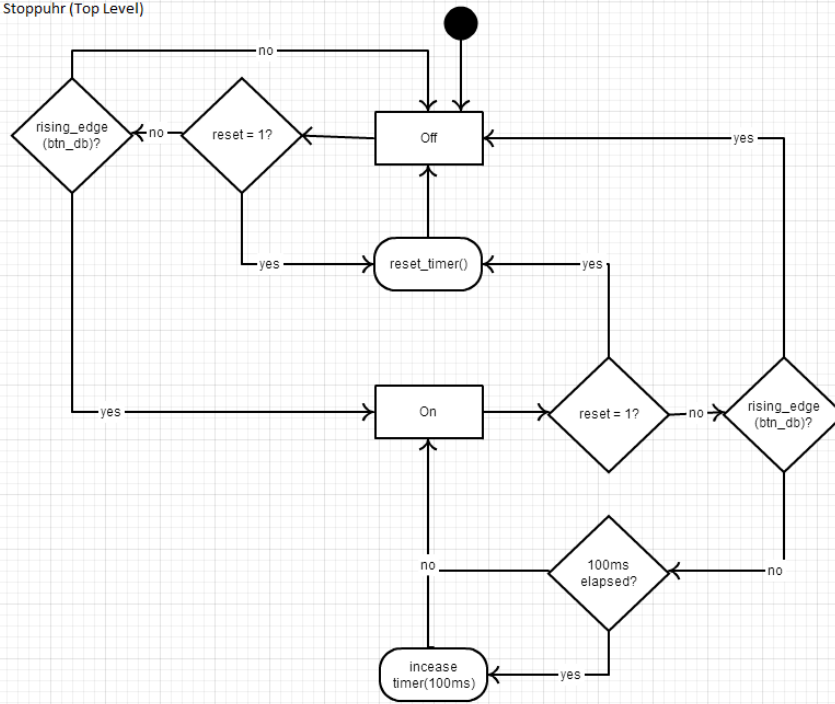 Stoppuhr (Top Level)
no
rising_edge
(btn_db)?
no
reset = 1?
Off
yes
yes
reset_timer()
yes
yes
On
reset = 1?
no
rising_edge
(btn_db)?
no
100ms
elapsed?
no
incease
timer(100ms)
yes